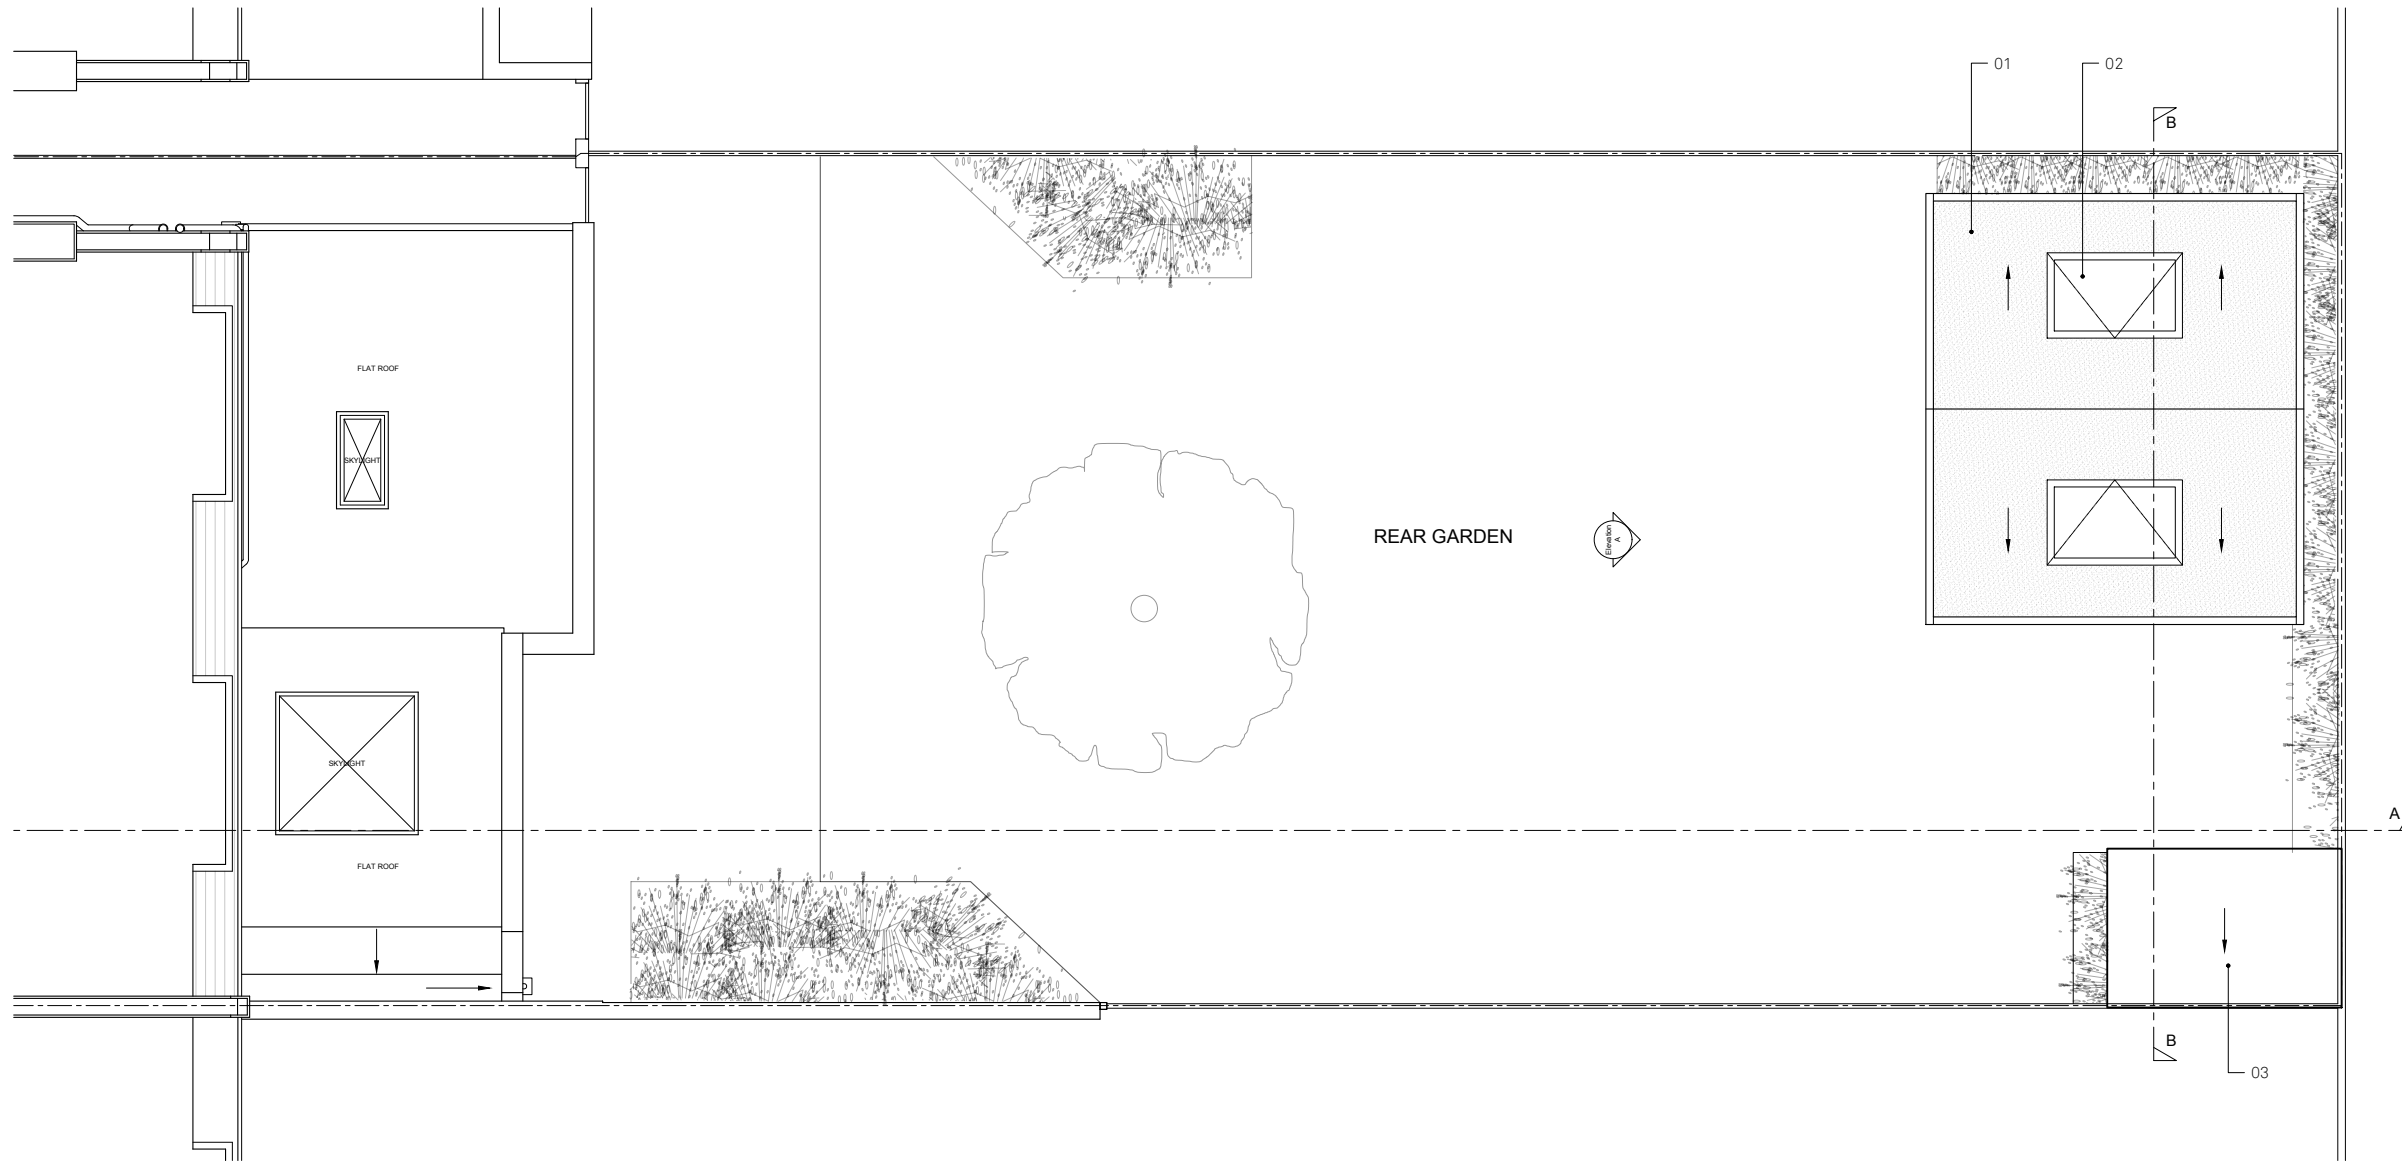 01
02
B
FLAT ROOF
SKYLIGHT
REAR GARDEN
Elevation
A
SKYLIGHT
A
FLAT ROOF
B
03